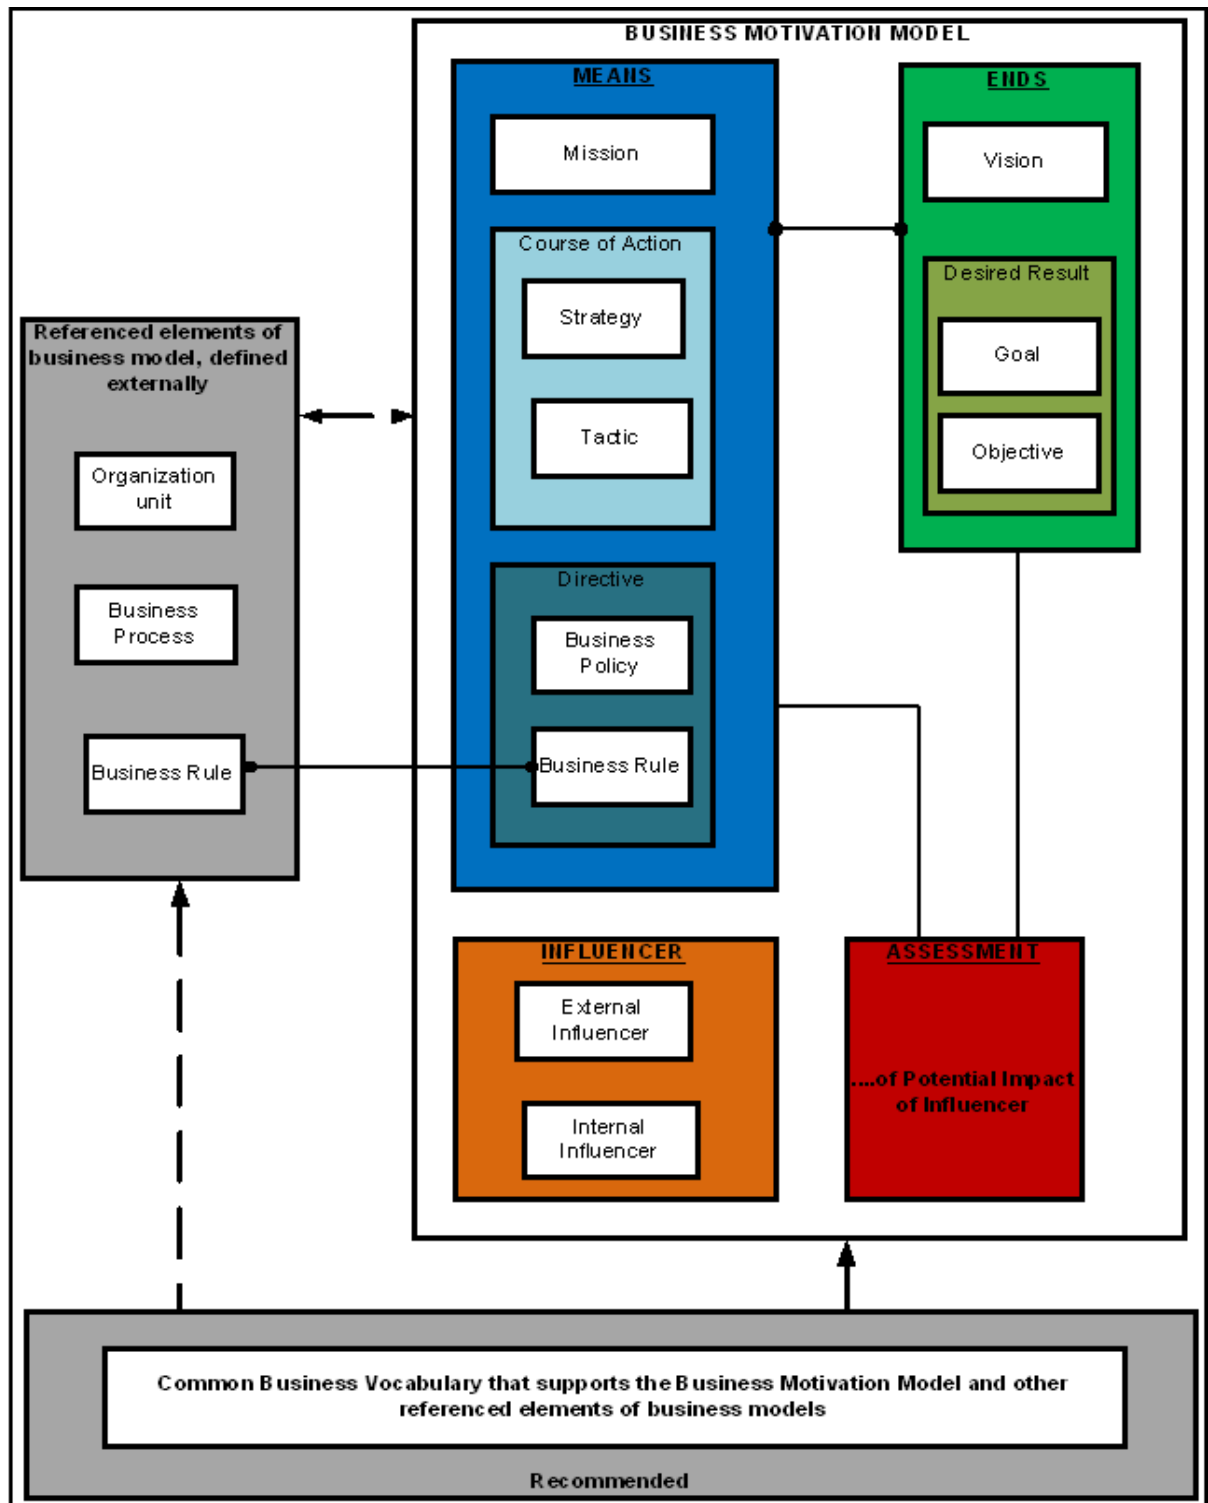 BUSINESS MOTIVATION MODEL
MEANS
Mission
Course of Action
Strategy
Tactic
Directive
Business
Policy
Business Rule
ENDS
Vision
Desired Result
Goal
Objective
Referenced elements of
business model, defined
externally
Organization
unit
Business
Process
Business Rule
INFLUENCER
External
Influencer
Internal
Influencer
ASSESSMENT
....of Potential Impact
of Influencer
Common Business Vocabulary that supports the Business Motivation Model and other
referenced elements of business models
Recommended